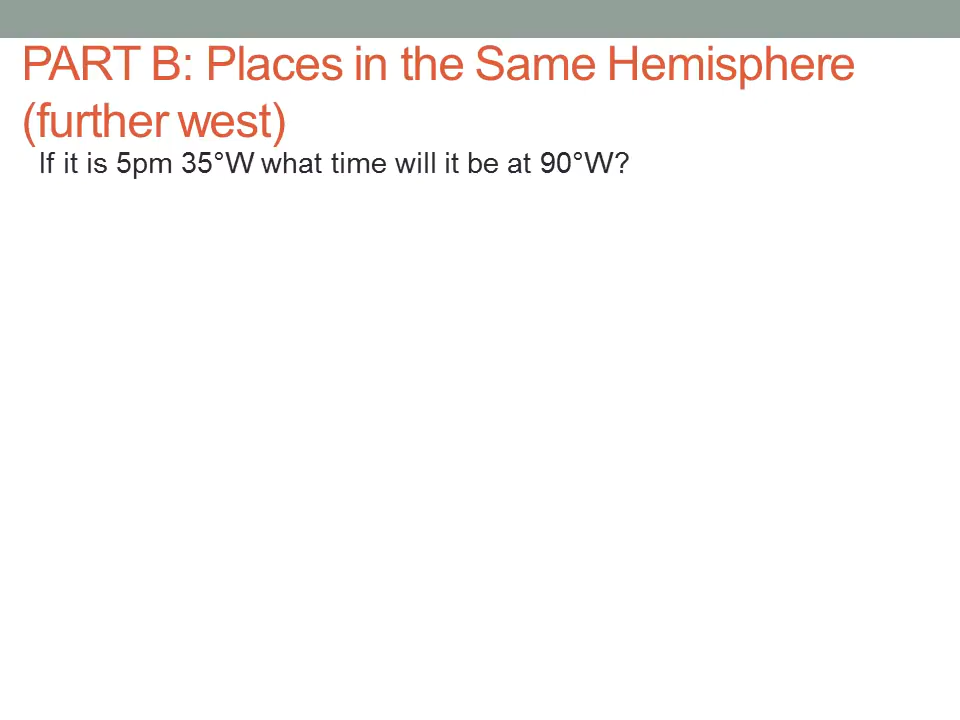 PART B: Places in the Same Hemisphere
(further west)
If it is 5pm 35°W what time will it be at 90°W?